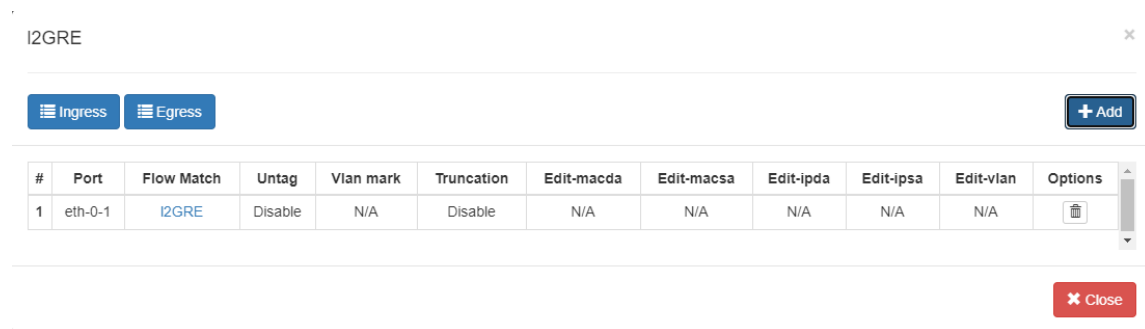 l2GRE ×
Ingress Egress Add
# Port Flow Match Untag Vlan mark Truncation Edit-macda Edit-macsa Edit-ipda Edit-ipsa Edit-vlan Options
1 eth-0-1 l2GRE Disable N/A Disable N/A N/A N/A N/A N/A
Close